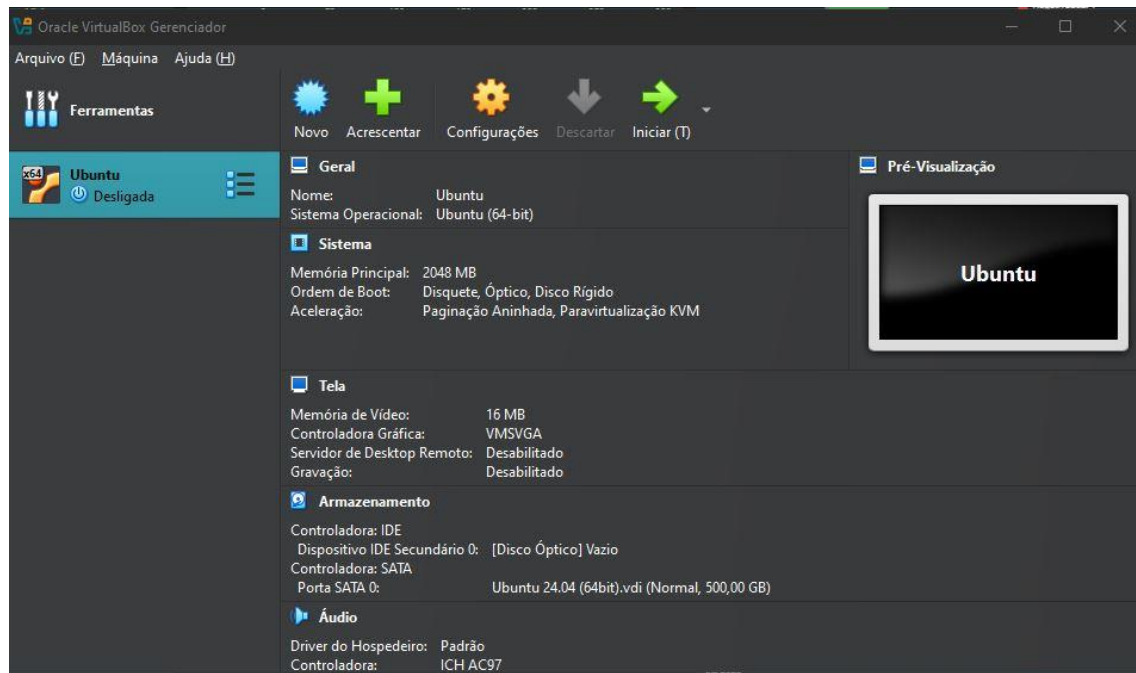 Oracle VirtualBox Gerenciador
Arquivo (F) Máquina Ajuda (H)
Ferramentas
Novo Acrescentar Configurações Descartar Iniciar (T)
x64 Ubuntu
Desligada
Geral
Nome: Ubuntu
Sistema Operacional: Ubuntu (64-bit)
Sistema
Memória Principal: 2048 MB
Ordem de Boot: Disquete, Óptico, Disco Rígido
Aceleração: Paginação Aninhada, Paravirtualização KVM
Pré-Visualização
Ubuntu
Tela
Memória de Vídeo: 16 MB
Controladora Gráfica: VMSVGA
Servidor de Desktop Remoto: Desabilitado
Gravação: Desabilitado
Armazenamento
Controladora: IDE
Dispositivo IDE Secundário 0: [Disco Óptico] Vazio
Controladora: SATA
Porta SATA 0: Ubuntu 24.04 (64bit).vdi (Normal, 500,00 GB)
Áudio
Driver do Hospedeiro: Padrão
Controladora: ICH AC97